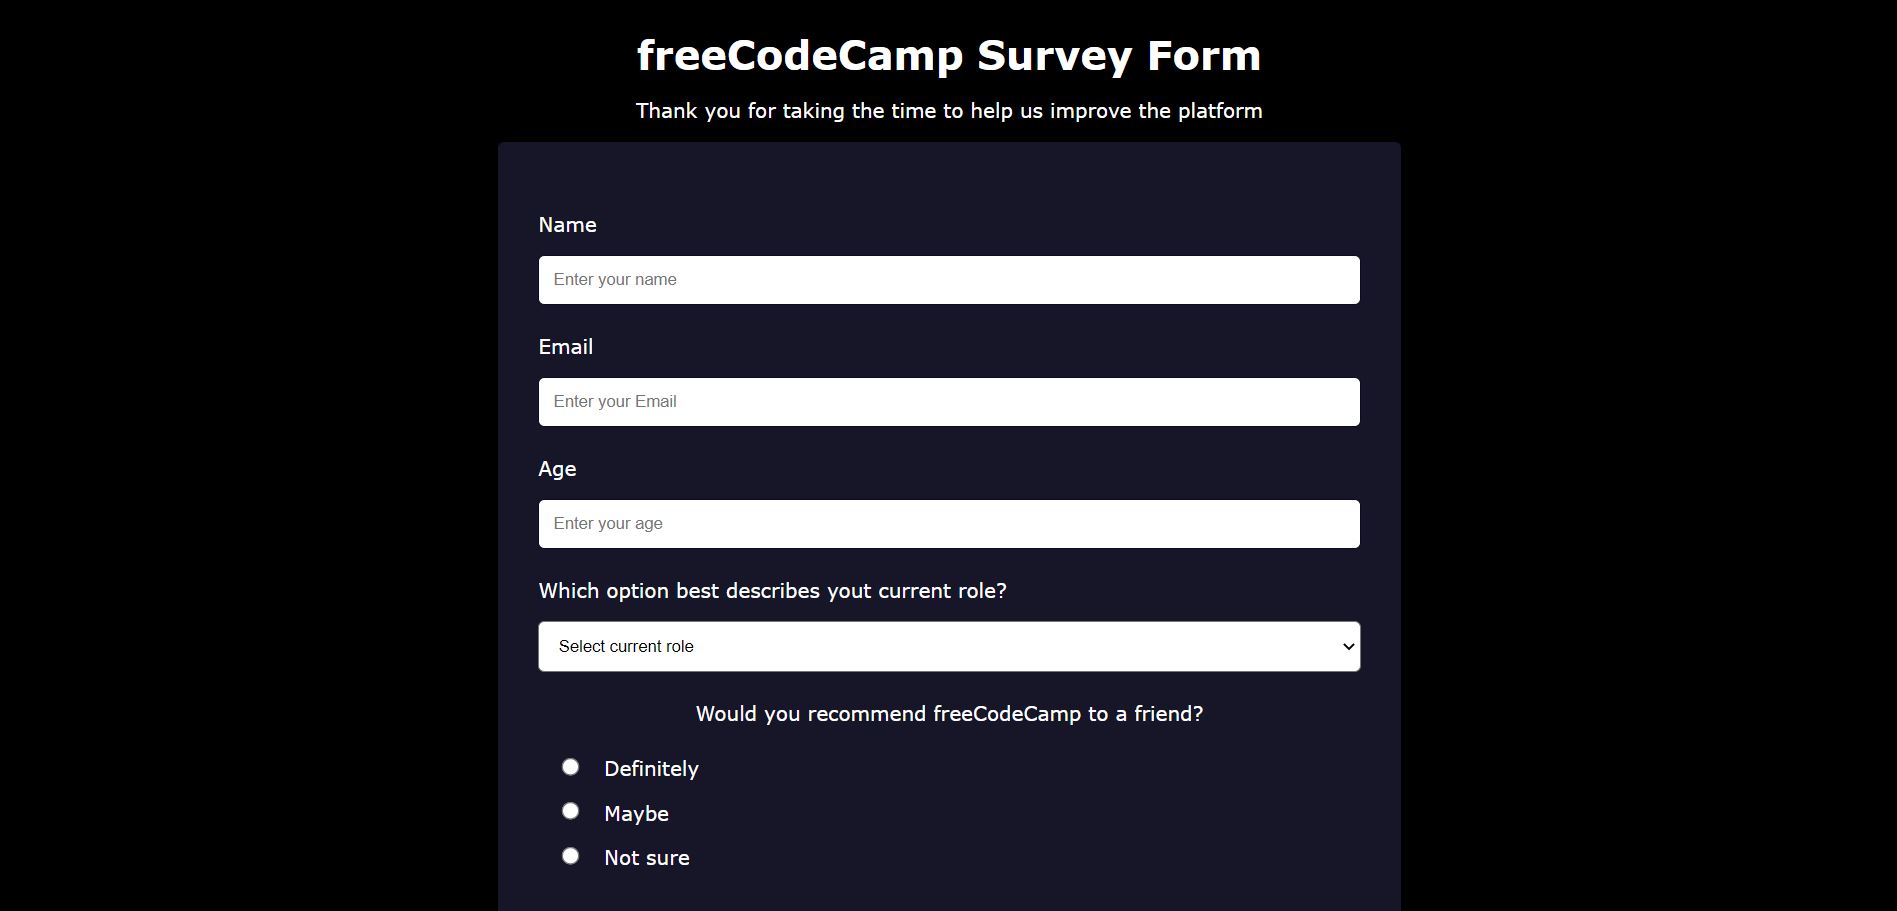 freeCodeCamp Survey Form
Thank you for taking the time to help us improve the platform
Name
Enter your name
Email
Enter your Email
Age
Enter your age
Which option best describes yout current role?
Select current role
Would you recommend freeCodeCamp to a friend?
Definitely
Maybe
Not sure